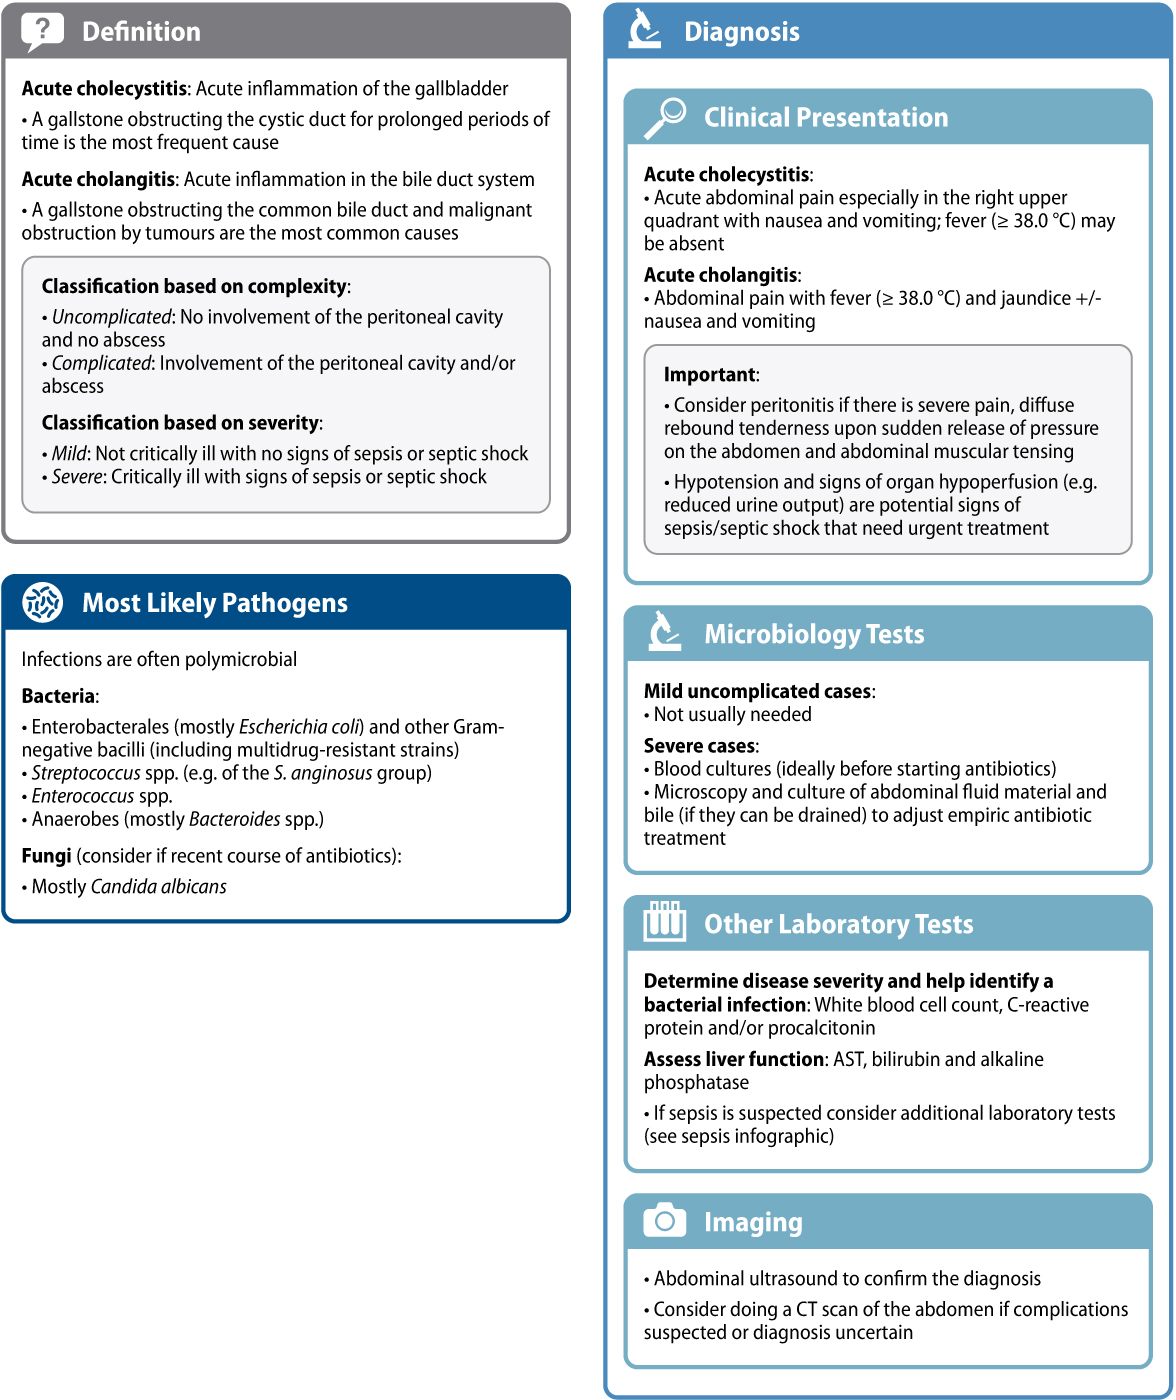 Definition
Acute cholecystitis: Acute inflammation of the gallbladder
• A gallstone obstructing the cystic duct for prolonged periods of
time is the most frequent cause
Acute cholangitis: Acute inflammation in the bile duct system
• A gallstone obstructing the common bile duct and malignant
obstruction by tumours are the most common causes
Classification based on complexity:
• Uncomplicated: No involvement of the peritoneal cavity
and no abscess
• Complicated: Involvement of the peritoneal cavity and/or
abscess
Classification based on severity:
• Mild: Not critically ill with no signs of sepsis or septic shock
• Severe: Critically ill with signs of sepsis or septic shock
Most Likely Pathogens
Infections are often polymicrobial
Bacteria:
• Enterobacterales (mostly Escherichia coli) and other Gram-
negative bacilli (including multidrug-resistant strains)
• Streptococcus spp. (e.g. of the S. anginosus group)
• Enterococcus spp.
• Anaerobes (mostly Bacteroides spp.)
Fungi (consider if recent course of antibiotics):
• Mostly Candida albicans
Diagnosis
Clinical Presentation
Acute cholecystitis:
• Acute abdominal pain especially in the right upper
quadrant with nausea and vomiting; fever (≥ 38.0 °C) may
be absent
Acute cholangitis:
• Abdominal pain with fever (≥ 38.0 °C) and jaundice +/-
nausea and vomiting
Important:
• Consider peritonitis if there is severe pain, diffuse
rebound tenderness upon sudden release of pressure
on the abdomen and abdominal muscular tensing
• Hypotension and signs of organ hypoperfusion (e.g.
reduced urine output) are potential signs of
sepsis/septic shock that need urgent treatment
Microbiology Tests
Mild uncomplicated cases:
• Not usually needed
Severe cases:
• Blood cultures (ideally before starting antibiotics)
• Microscopy and culture of abdominal fluid material and
bile (if they can be drained) to adjust empiric antibiotic
treatment
Other Laboratory Tests
Determine disease severity and help identify a
bacterial infection: White blood cell count, C-reactive
protein and/or procalcitonin
Assess liver function: AST, bilirubin and alkaline
phosphatase
• If sepsis is suspected consider additional laboratory tests
(see sepsis infographic)
Imaging
• Abdominal ultrasound to confirm the diagnosis
• Consider doing a CT scan of the abdomen if complications
suspected or diagnosis uncertain